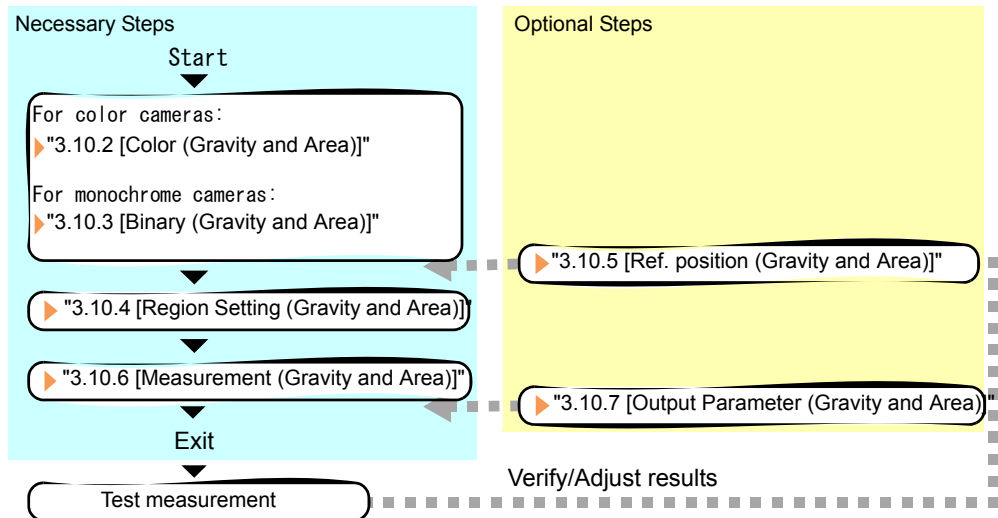 Necessary Steps
Start
For color cameras:
"3.10.2 [Color (Gravity and Area)]"
For monochrome cameras:
"3.10.3 [Binary (Gravity and Area)]"
"3.10.4 [Region Setting (Gravity and Area)]"
"3.10.6 [Measurement (Gravity and Area)]"
Exit
Test measurement
Optional Steps
"3.10.5 [Ref. position (Gravity and Area)]"
"3.10.7 [Output Parameter (Gravity and Area)]"
Verify/Adjust results